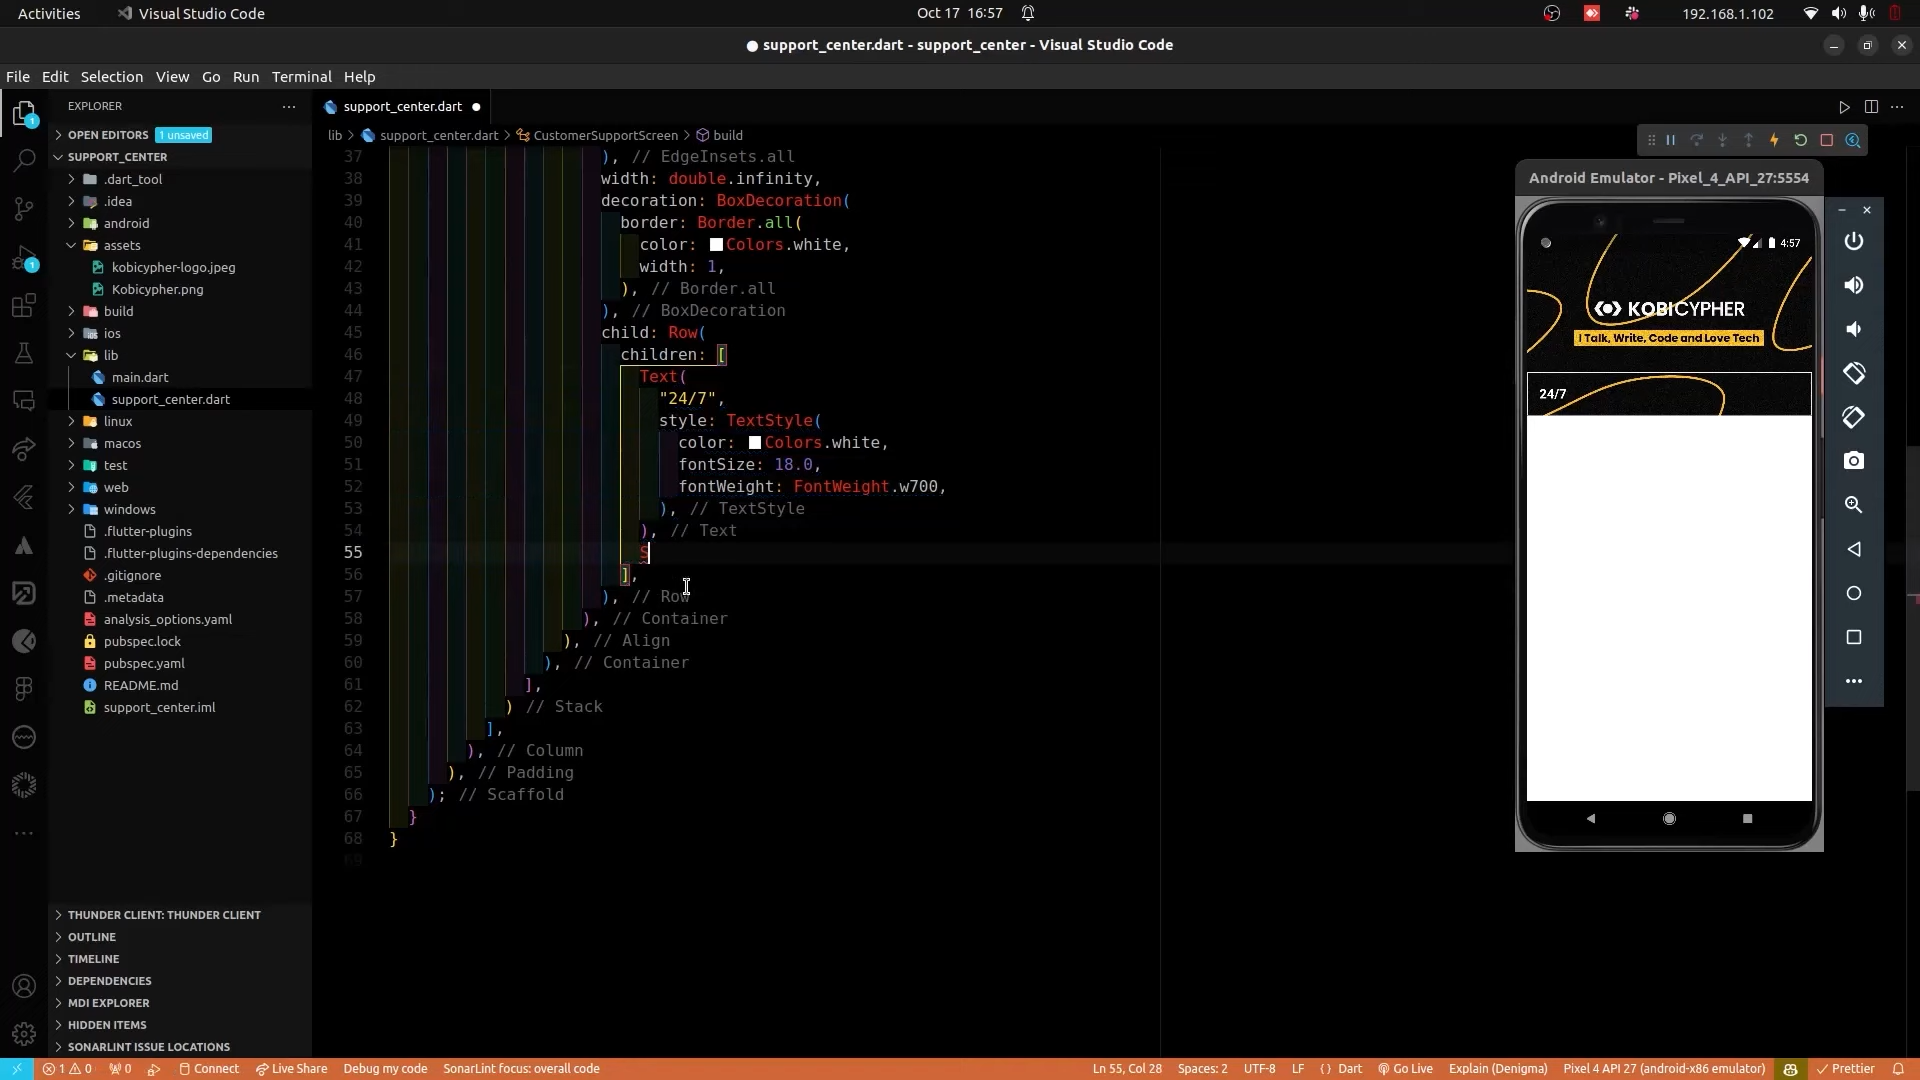 Activities
Visual Studio Code
Oct 17 16:57
192.168.1.102
● support_center.dart - support_center - Visual Studio Code
File Edit Selection View Go Run Terminal Help
EXPLORER
OPEN EDITORS 1 unsaved
SUPPORT_CENTER
.dart_tool
.idea
android
assets
kobicypher-logo.jpeg
Kobicypher.png
build
ios
lib
main.dart
support_center.dart
linux
macos
test
web
windows
.flutter-plugins
.flutter-plugins-dependencies
.gitignore
.metadata
analysis_options.yaml
pubspec.lock
pubspec.yaml
README.md
support_center.iml
THUNDER CLIENT: THUNDER CLIENT
OUTLINE
TIMELINE
DEPENDENCIES
MDI EXPLORER
HIDDEN ITEMS
SONARLINT ISSUE LOCATIONS
support_center.dart
lib > support_center.dart > CustomerSupportScreen > build
37 ), // EdgeInsets.all
38 width: double.infinity,
39 decoration: BoxDecoration(
40 border: Border.all(
41 color: Colors.white,
42 width: 1,
43 ), // Border.all
44 ), // BoxDecoration
45 child: Row(
46 children: [
47 Text(
48 "24/7",
49 style: TextStyle(
50 color: Colors.white,
51 fontSize: 18.0,
52 fontWeight: FontWeight.w700,
53 ), // TextStyle
54 ), // Text
55 S
56 ],
57 ), // Row
58 ), // Container
59 ), // Align
60 ), // Container
61 ],
62 ) // Stack
63 ],
64 ), // Column
65 ), // Padding
66 ); // Scaffold
67 }
68 }
69
Android Emulator - Pixel_4_API_27:5554
4:57
KOBICYPHER
I Talk, Write, Code and Love Tech
24/7
1 0 0 Connect Live Share Debug my code SonarLint focus: overall code
Ln 55, Col 28 Spaces: 2 UTF-8 LF { } Dart Go Live Explain (Denigma) Pixel 4 API 27 (android-x86 emulator) Prettier